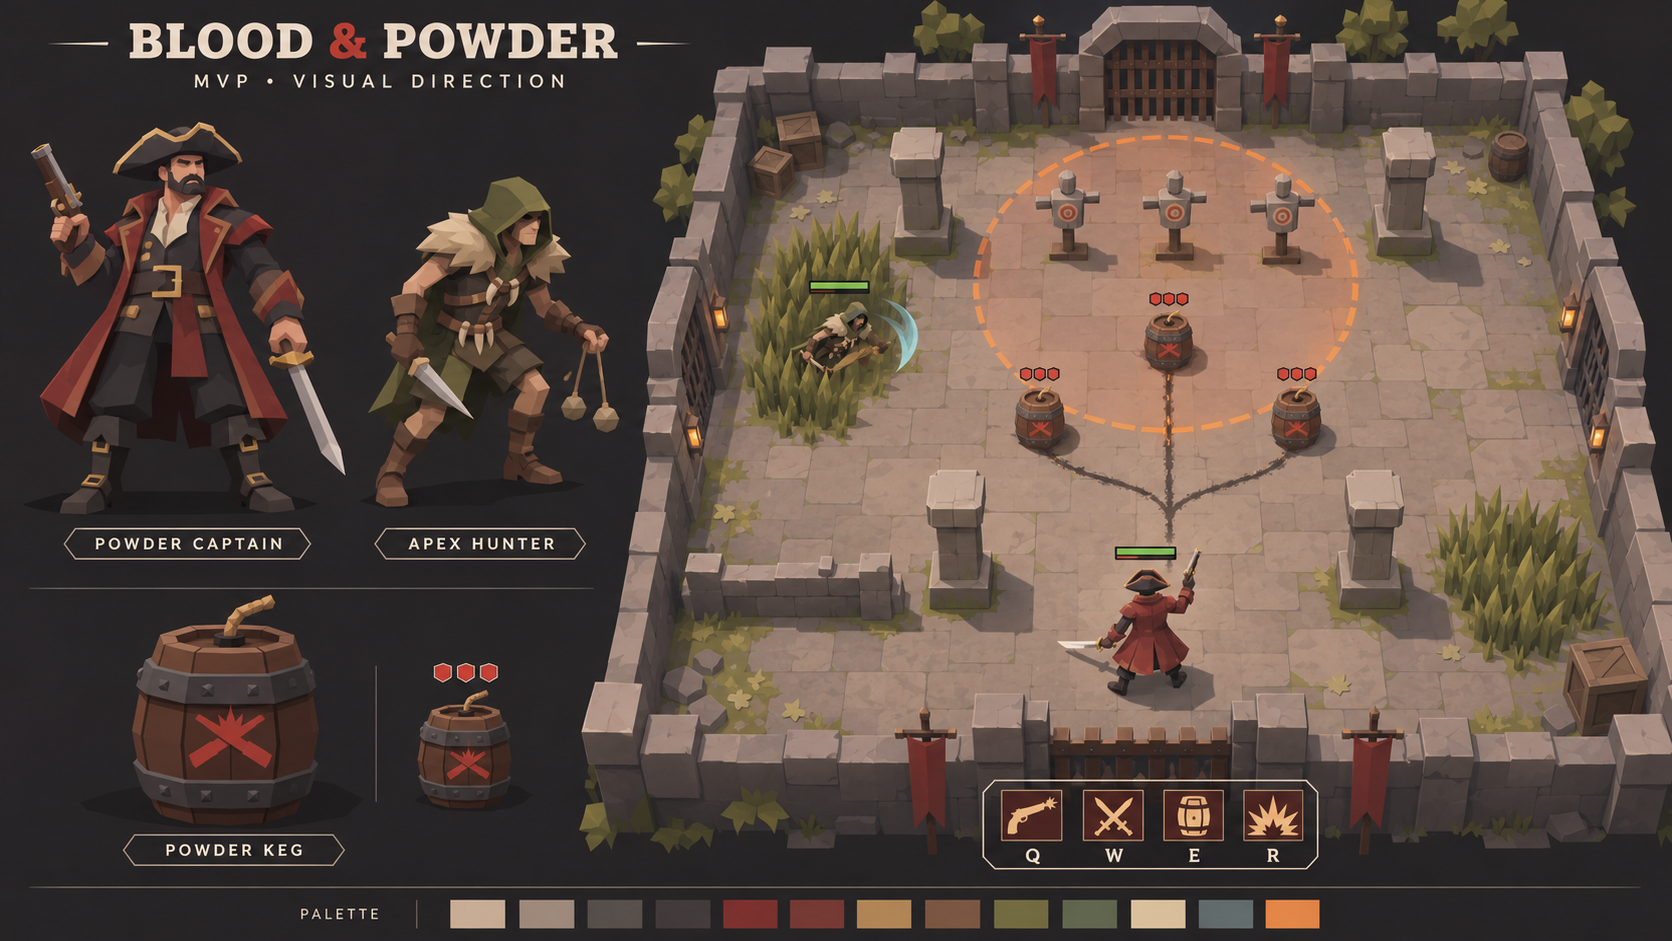 BLOOD & POWDER
MVP • VISUAL DIRECTION
POWDER CAPTAIN
APEX HUNTER
POWDER KEG
Q W E R
PALETTE